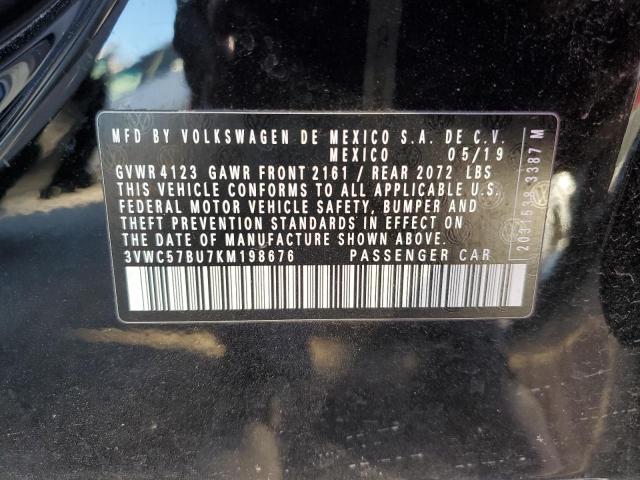 MFD BY VOLKSWAGEN DE MEXICO S.A. DE C.V.
MEXICO 05/19
GVWR 4123 GAWR FRONT 2161 / REAR 2072 LBS
THIS VEHICLE CONFORMS TO ALL APPLICABLE U.S.
FEDERAL MOTOR VEHICLE SAFETY, BUMPER AND
THEFT PREVENTION STANDARDS IN EFFECT ON
THE DATE OF MANUFACTURE SHOWN ABOVE.
3VWC57BU7KM198676 PASSENGER CAR
2031538 3387 M